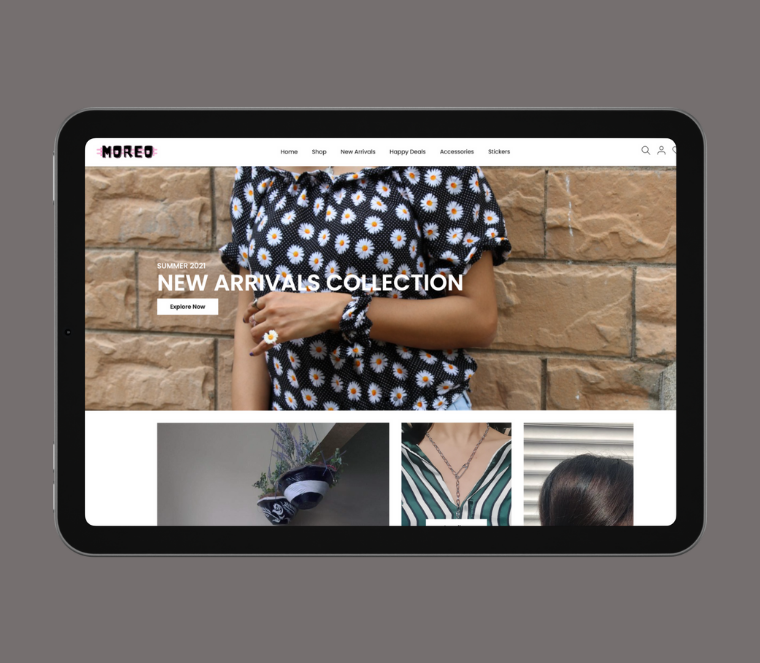 MOREO
Home Shop New Arrivals Happy Deals Accessories Stickers
SUMMER 2021
NEW ARRIVALS COLLECTION
Explore Now